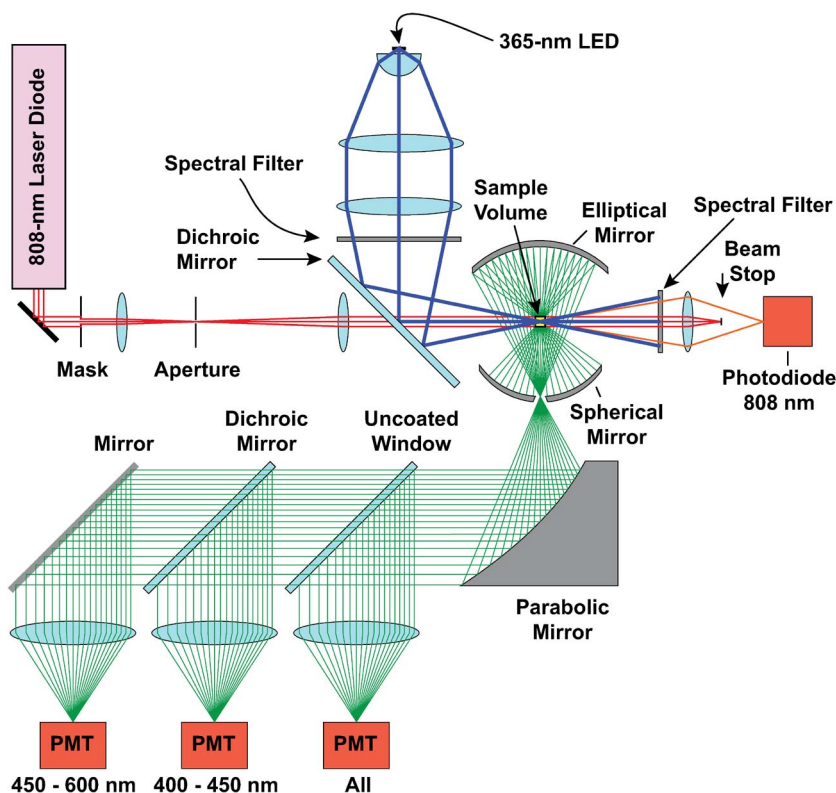 365-nm LED
808-nm Laser Diode
Spectral Filter
Dichroic
Mirror
Sample
Volume
Elliptical
Mirror
Spectral Filter
Beam
Stop
Mask
Aperture
Photodiode
808 nm
Spherical
Mirror
Mirror
Dichroic
Mirror
Uncoated
Window
Parabolic
Mirror
PMT
PMT
PMT
450 - 600 nm
400 - 450 nm
All